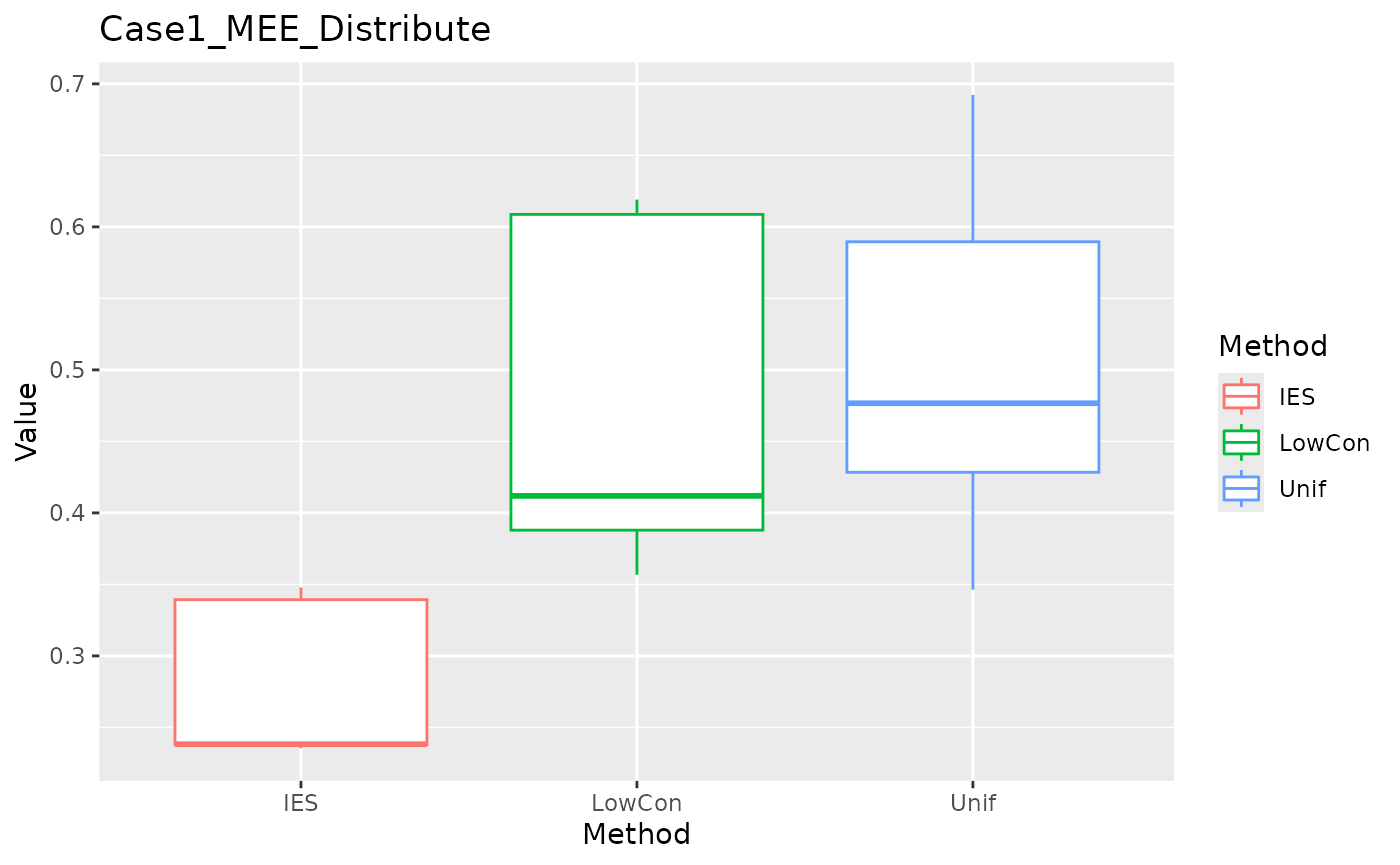 Case1_MEE_Distribute
0.7
0.6
0.5
0.4
0.3
Value
IES
LowCon
Unif
Method
Method
IES
LowCon
Unif